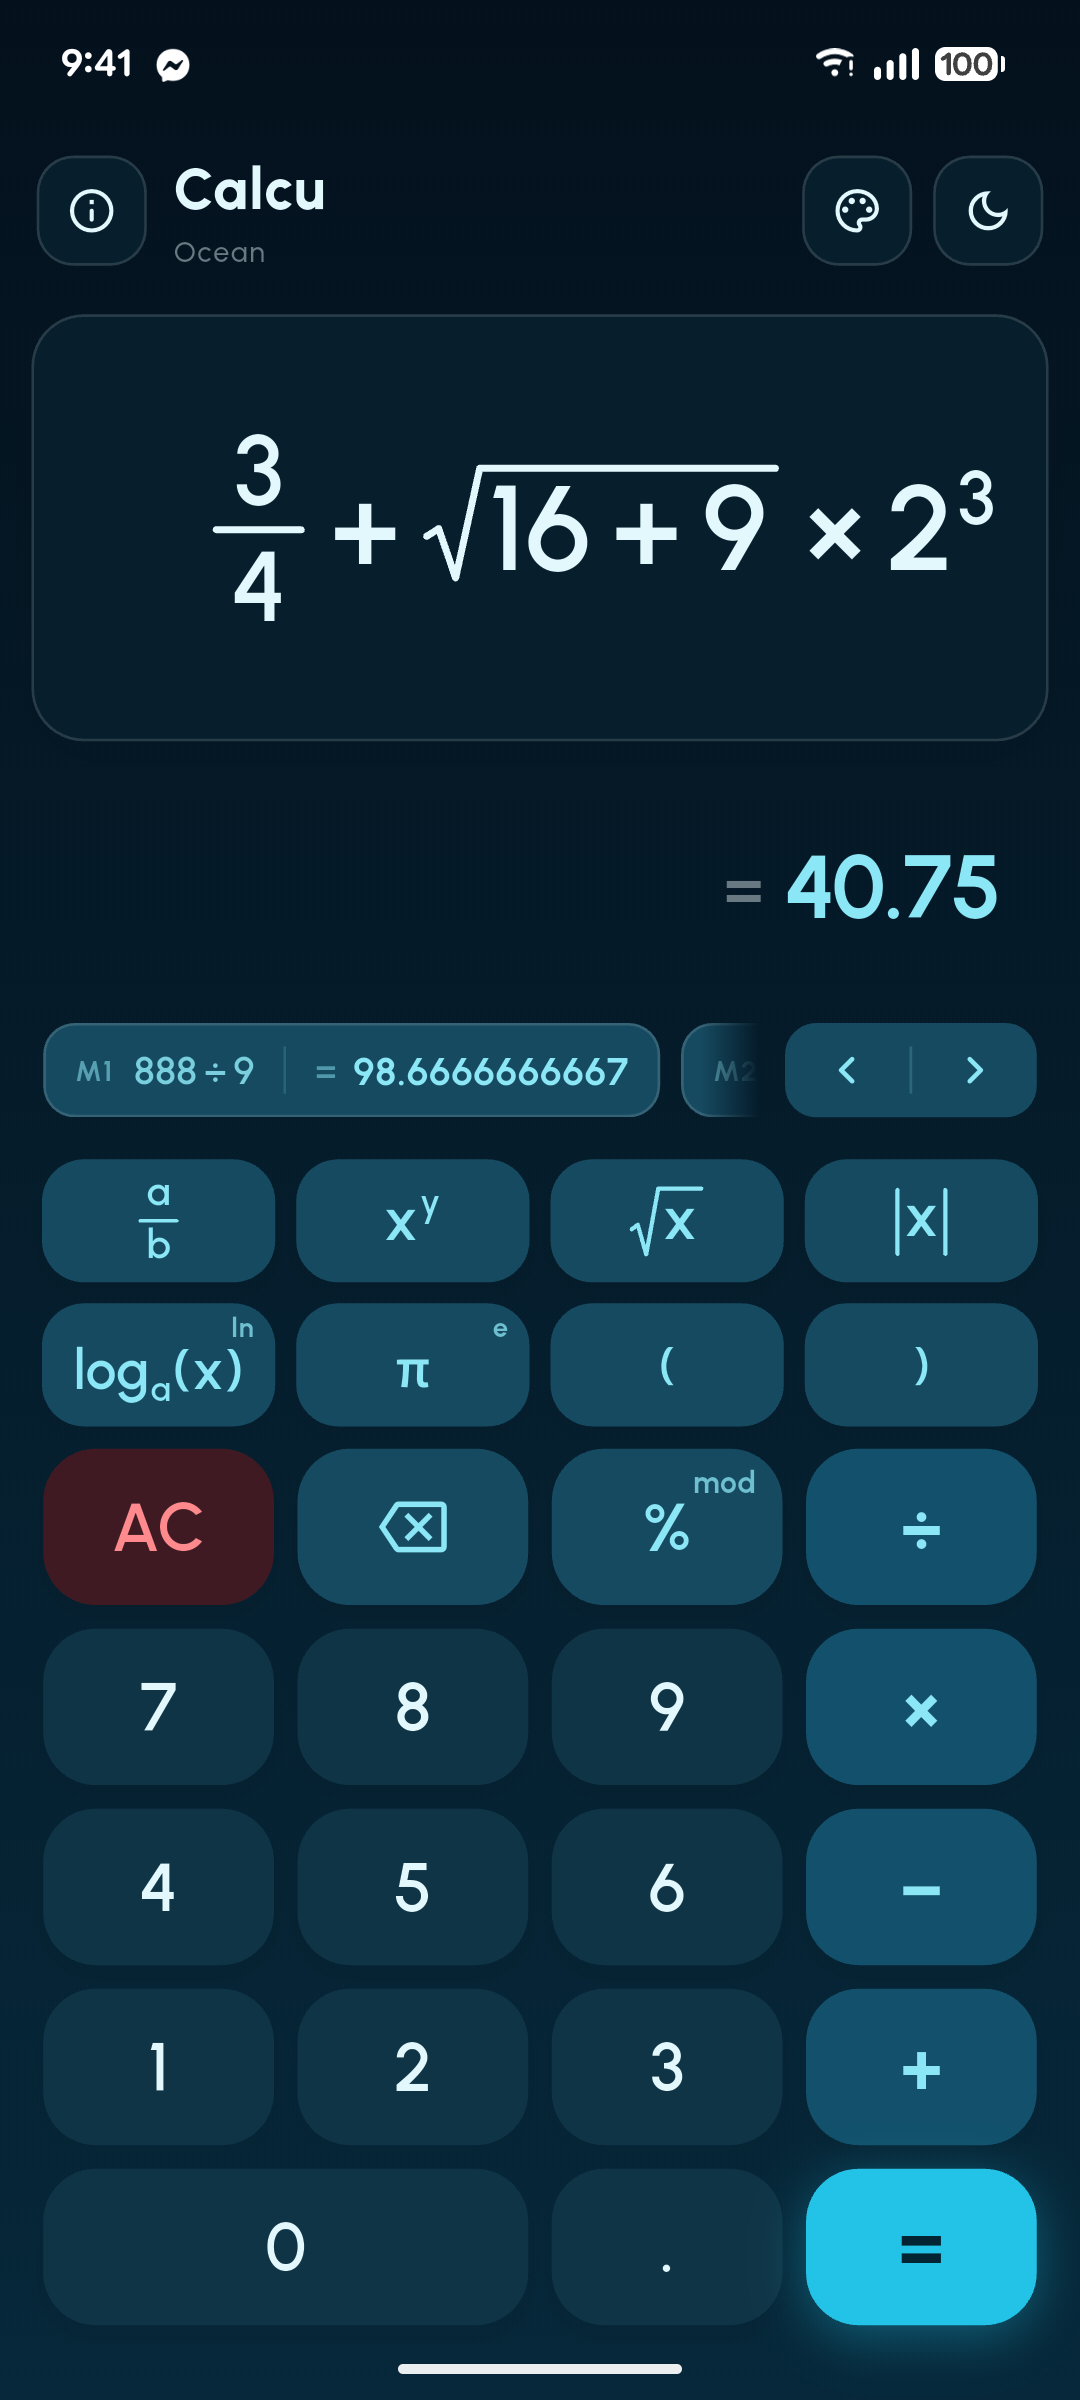 9:41 100
Calcu
Ocean
3/4 + √16 + 9 × 2³
= 40.75
M1 888÷9 = 98.6666666667 M2 < >
a/b xʸ √x |x|
ln e
logₐ(x) π ( )
mod
AC % ÷
7 8 9 ×
4 5 6 −
1 2 3 +
0 . =